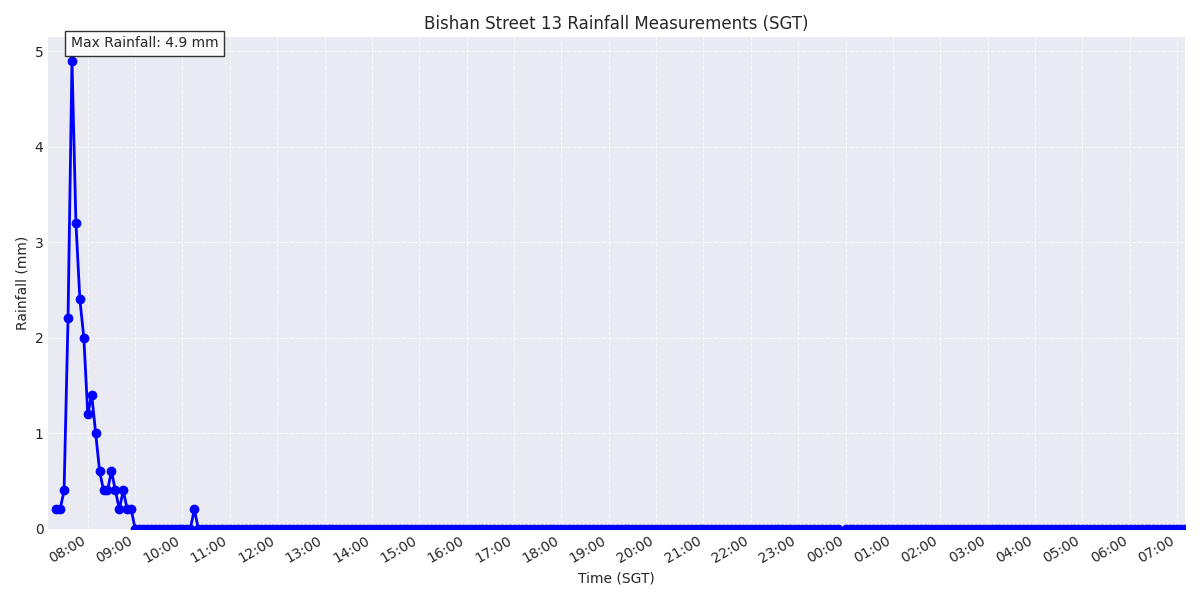 Bishan Street 13 Rainfall Measurements (SGT)
Max Rainfall: 4.9 mm
Rainfall (mm)
5
4
3
2
1
0
08:00 09:00 10:00 11:00 12:00 13:00 14:00 15:00 16:00 17:00 18:00 19:00 20:00 21:00 22:00 23:00 00:00 01:00 02:00 03:00 04:00 05:00 06:00 07:00
Time (SGT)